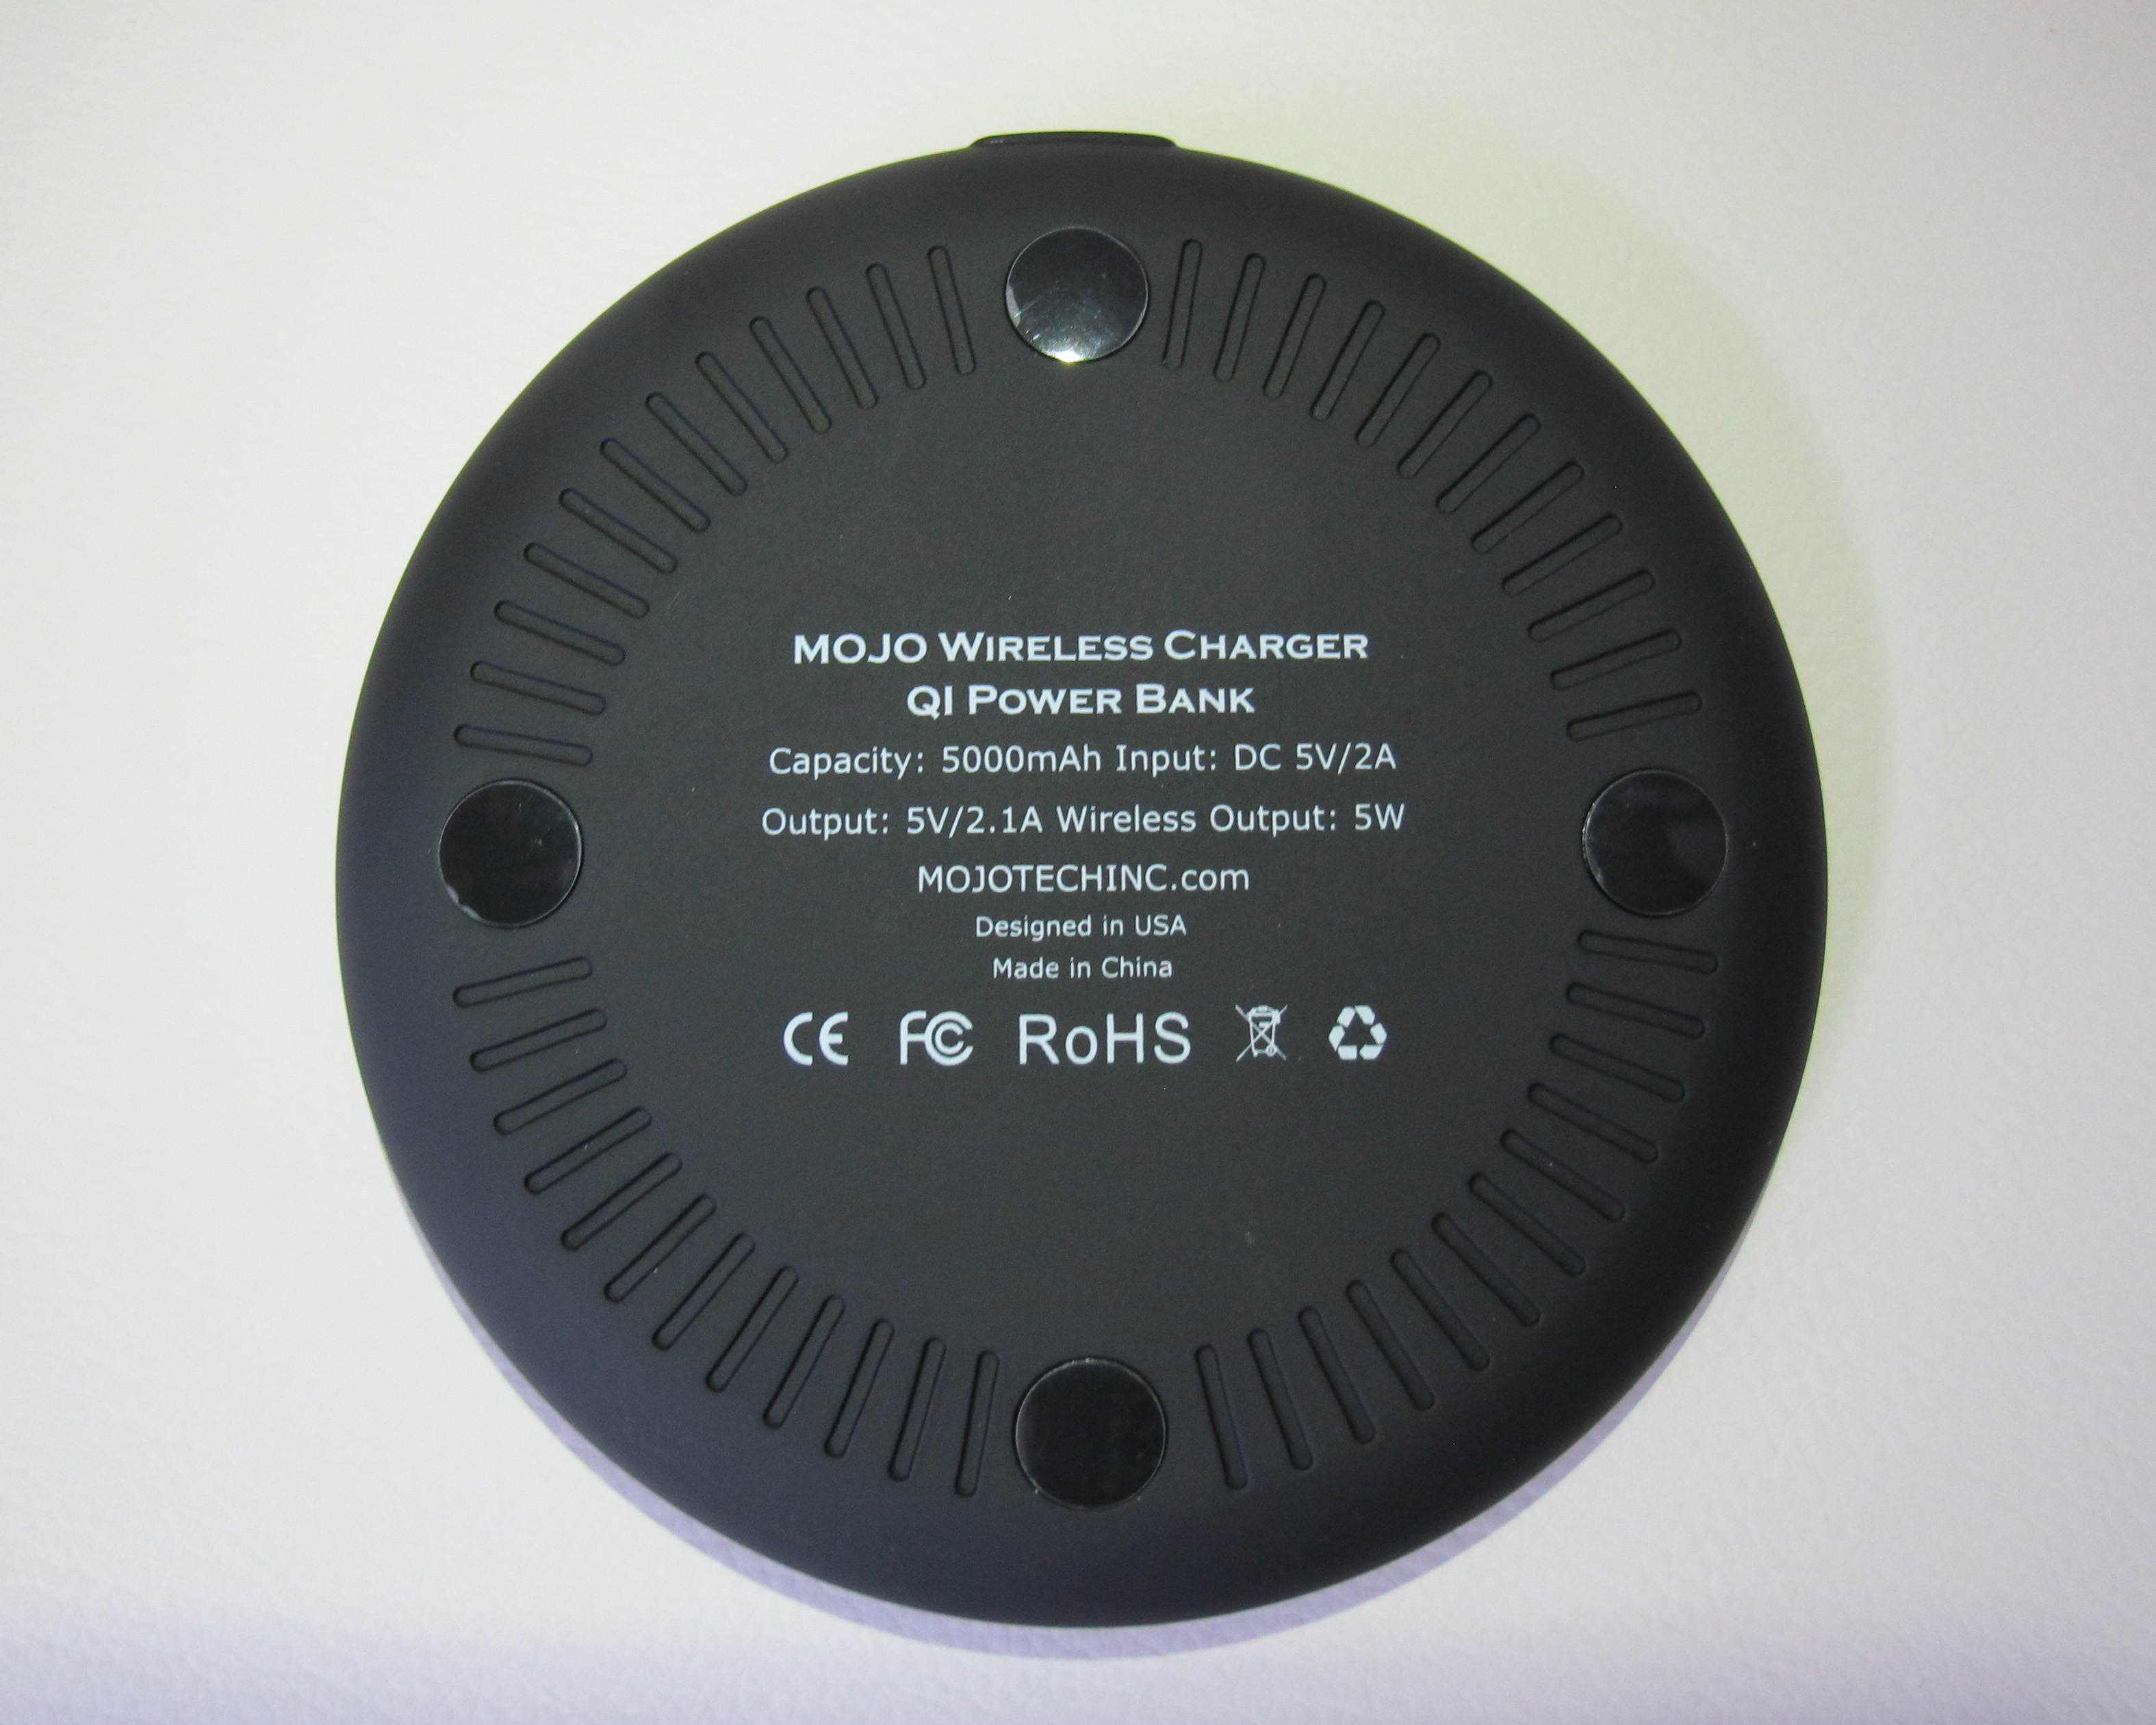 MOJO WIRELESS CHARGER
QI POWER BANK
Capacity: 5000mAh Input: DC 5V/2A
Output: 5V/2.1A Wireless Output: 5W
MOJOTECHINC.com
Designed in USA
Made in China
CE FC RoHS